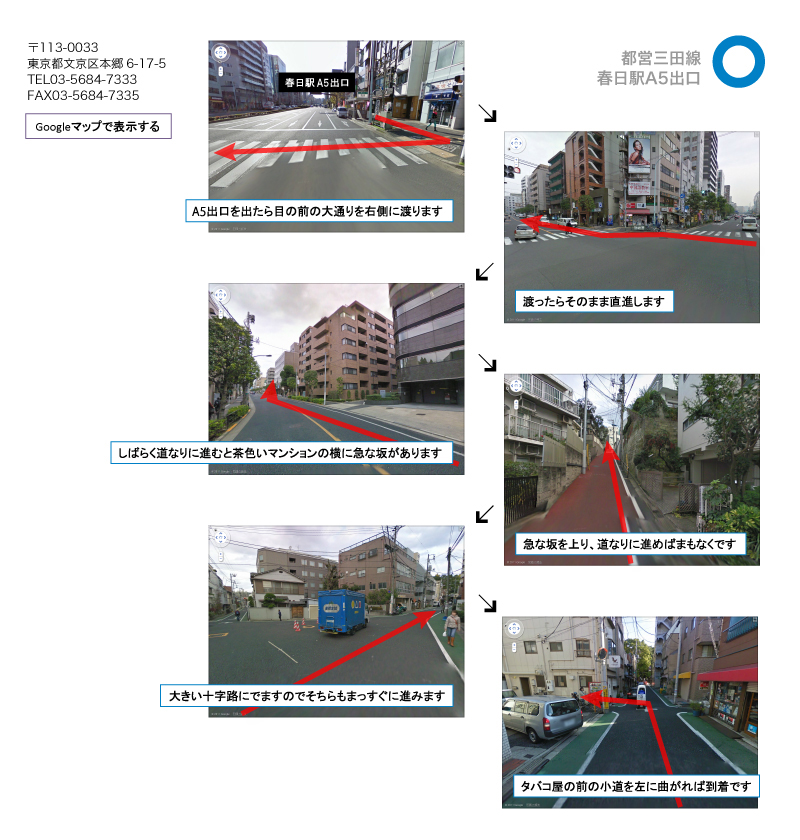 〒113-0033
東京都文京区本郷 6-17-5
TEL03-5684-7333
FAX03-5684-7335
Googleマップで表示する
都営三田線
春日駅A5出口
春日駅 A5出口
A5出口を出たら目の前の大通りを右側に渡ります
渡ったらそのまま直進します
しばらく道なりに進むと茶色いマンションの横に急な坂があります
急な坂を上り、道なりに進めばまもなくです
大きい十字路にでますのでそちらもまっすぐに進みます
タバコ屋の前の小道を左に曲がれば到着です